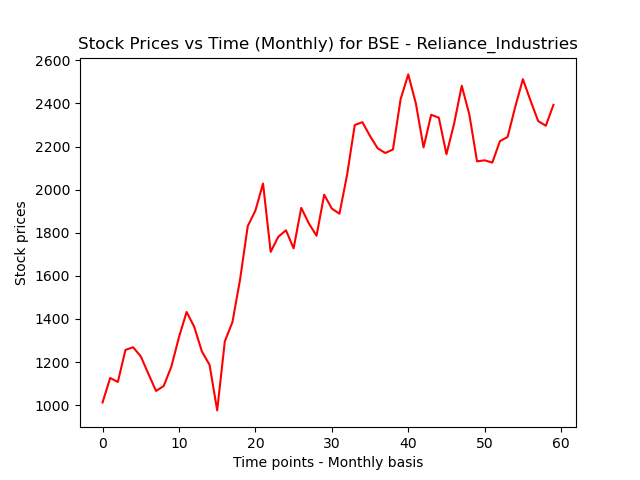 Stock Prices vs Time (Monthly) for BSE - Reliance_Industries
2600
2400
2200
2000
1800
1600
1400
1200
1000
Stock prices
0 10 20 30 40 50 60
Time points - Monthly basis